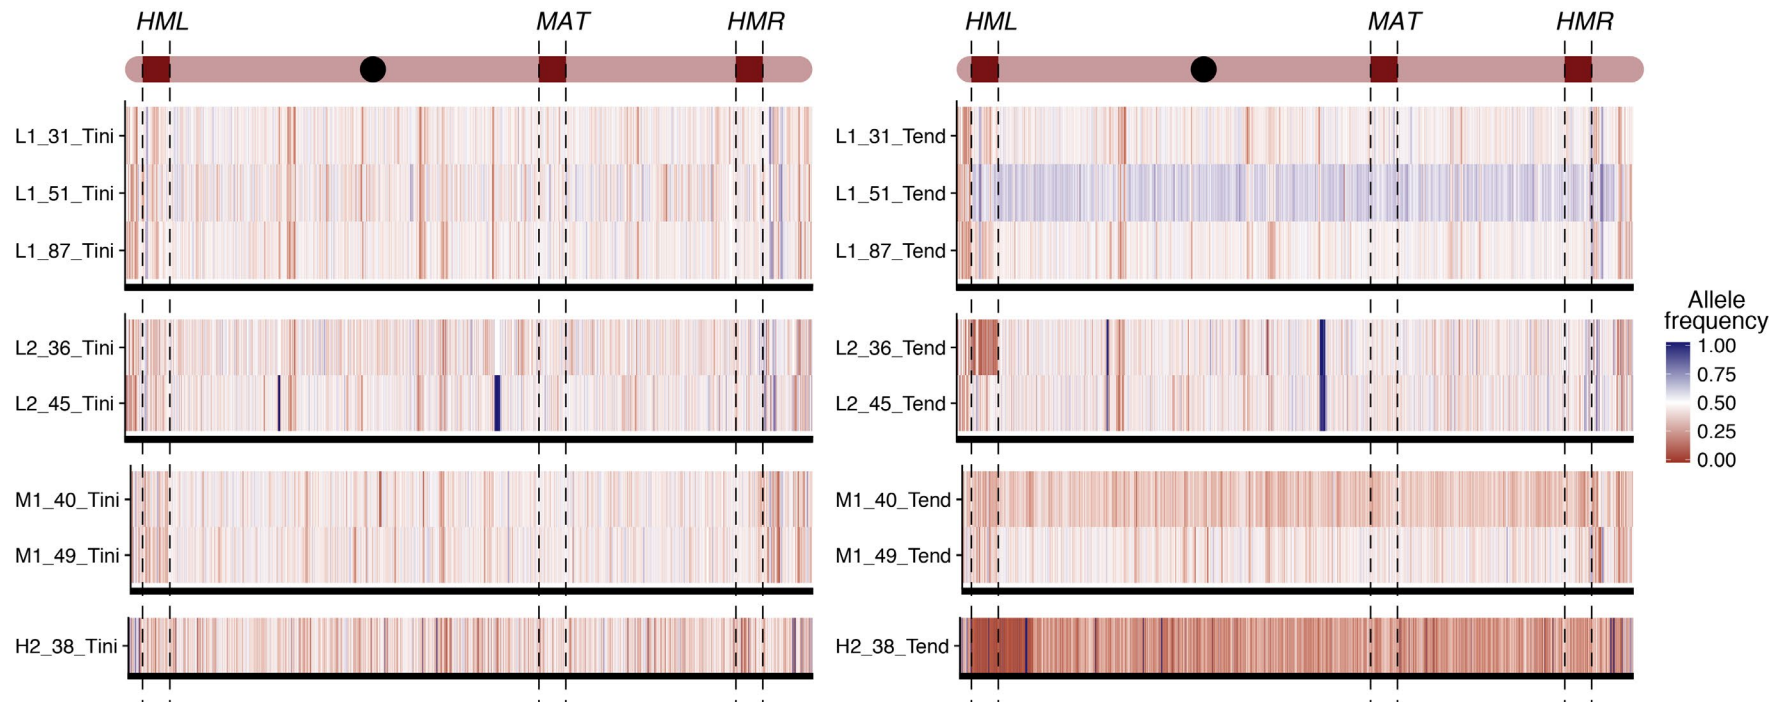 HML MAT HMR HML MAT HMR
L1_31_Tini L1_31_Tend
L1_51_Tini L1_51_Tend
L1_87_Tini L1_87_Tend
Allele
frequency
1.00
0.75
0.50
0.25
0.00
L2_36_Tini L2_36_Tend
L2_45_Tini L2_45_Tend
M1_40_Tini M1_40_Tend
M1_49_Tini M1_49_Tend
H2_38_Tini H2_38_Tend